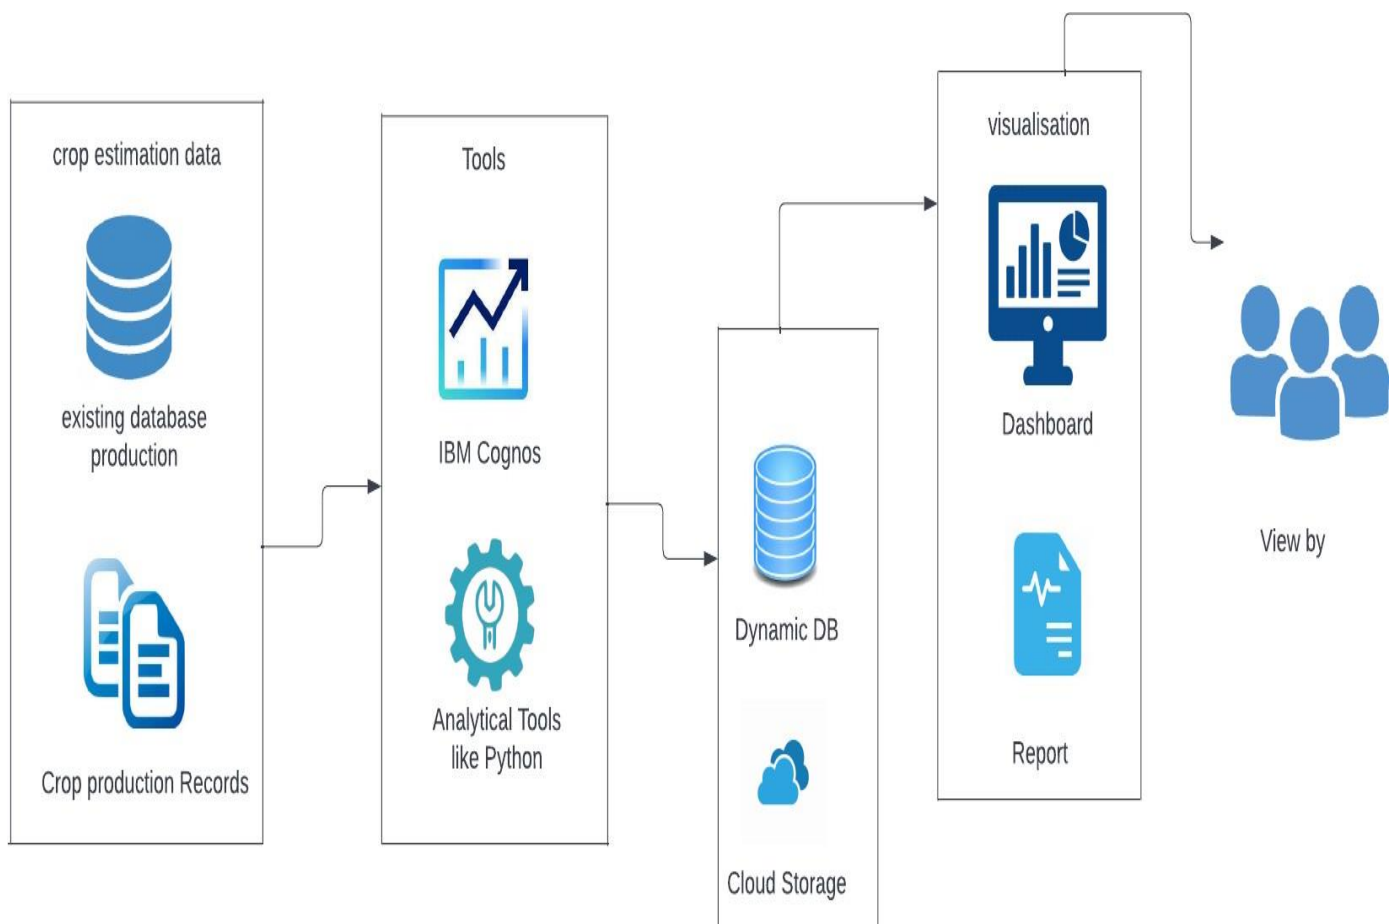 crop estimation data
existing database
production
Crop production Records
Tools
IBM Cognos
Analytical Tools
like Python
Dynamic DB
Cloud Storage
visualisation
Dashboard
Report
View by